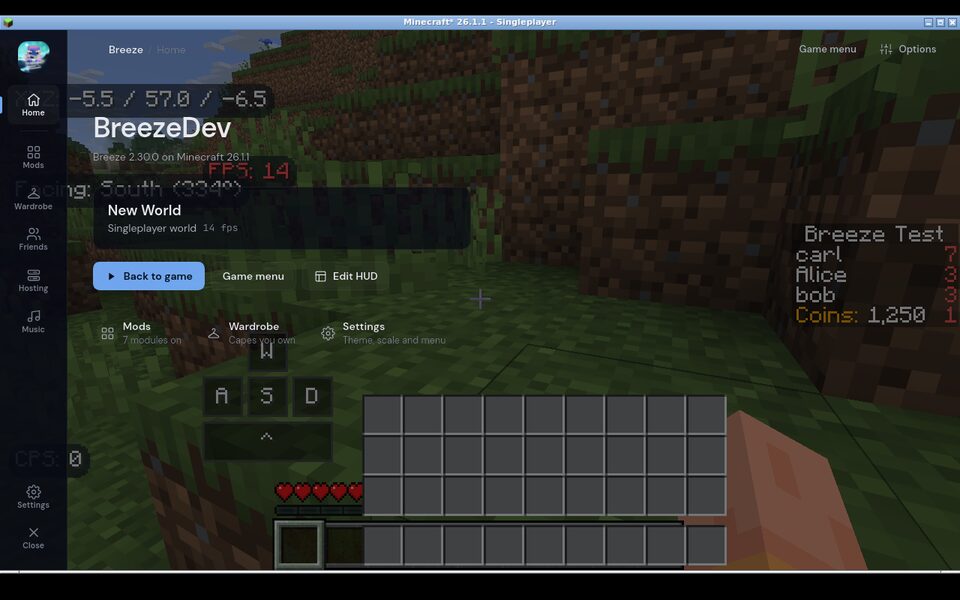 Minecraft* 26.1.1 - Singleplayer
Breeze / Home
Game menu
Options
-5.5 / 57.0 / -6.5
Home
BreezeDev
Breeze 2.30.0 on Minecraft 26.1.1
FPS: 14
Mods
Facing: South (334°)
Wardrobe
New World
Singleplayer world 14 fps
Friends
Breeze Test
carl 7
Alice 3
bob 3
Coins: 1,250 1
Hosting
Back to game
Game menu
Edit HUD
Music
Mods
7 modules on
Wardrobe
Capes you own
Settings
Theme, scale and menu
W
A S D
^
CPS: 0
Settings
Close